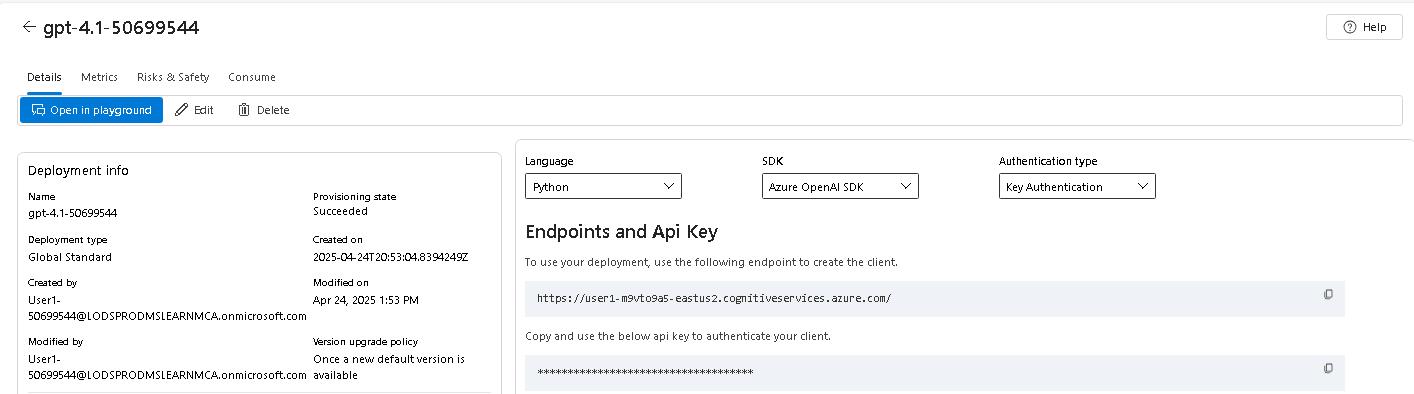 gpt-4.1-50699544
Help
Details Metrics Risks & Safety Consume
Open in playground Edit Delete
Deployment info
Name
gpt-4.1-50699544
Provisioning state
Succeeded
Deployment type
Global Standard
Created on
2025-04-24T20:53:04.8394249Z
Created by
User1-
50699544@LODSPRODMSLEARNMCA.onmicrosoft.com
Modified on
Apr 24, 2025 1:53 PM
Modified by
User1-
50699544@LODSPRODMSLEARNMCA.onmicrosoft.com
Version upgrade policy
Once a new default version is
available
Language
Python
SDK
Azure OpenAI SDK
Authentication type
Key Authentication
Endpoints and Api Key
To use your deployment, use the following endpoint to create the client.
https://user1-m9vto9a5-eastus2.cognitiveservices.azure.com/
Copy and use the below api key to authenticate your client.
************************************